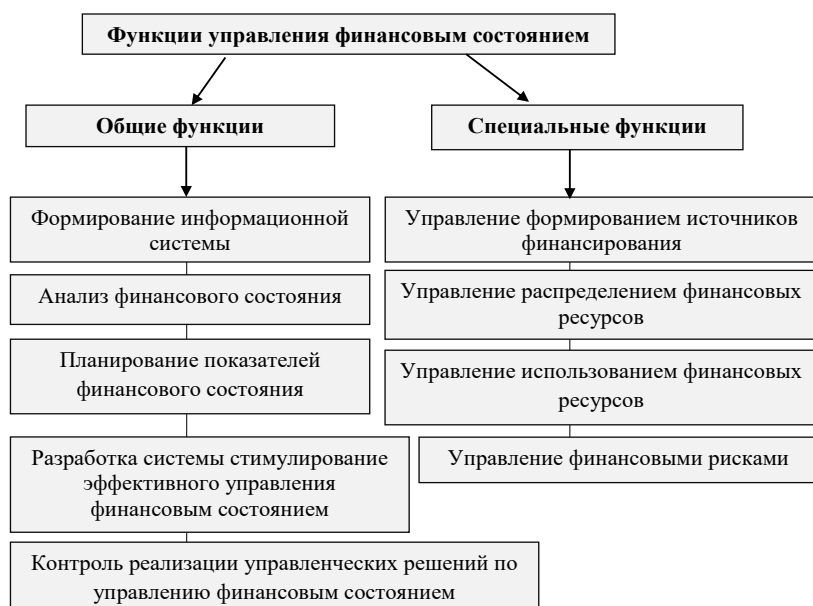 Функции управления финансовым состоянием
Общие функции
Специальные функции
Формирование информационной
системы
Анализ финансового состояния
Планирование показателей
финансового состояния
Разработка системы стимулирование
эффективного управления
финансовым состоянием
Контроль реализации управленческих решений по
управлению финансовым состоянием
Управление формированием источников
финансирования
Управление распределением финансовых
ресурсов
Управление использованием финансовых
ресурсов
Управление финансовыми рисками